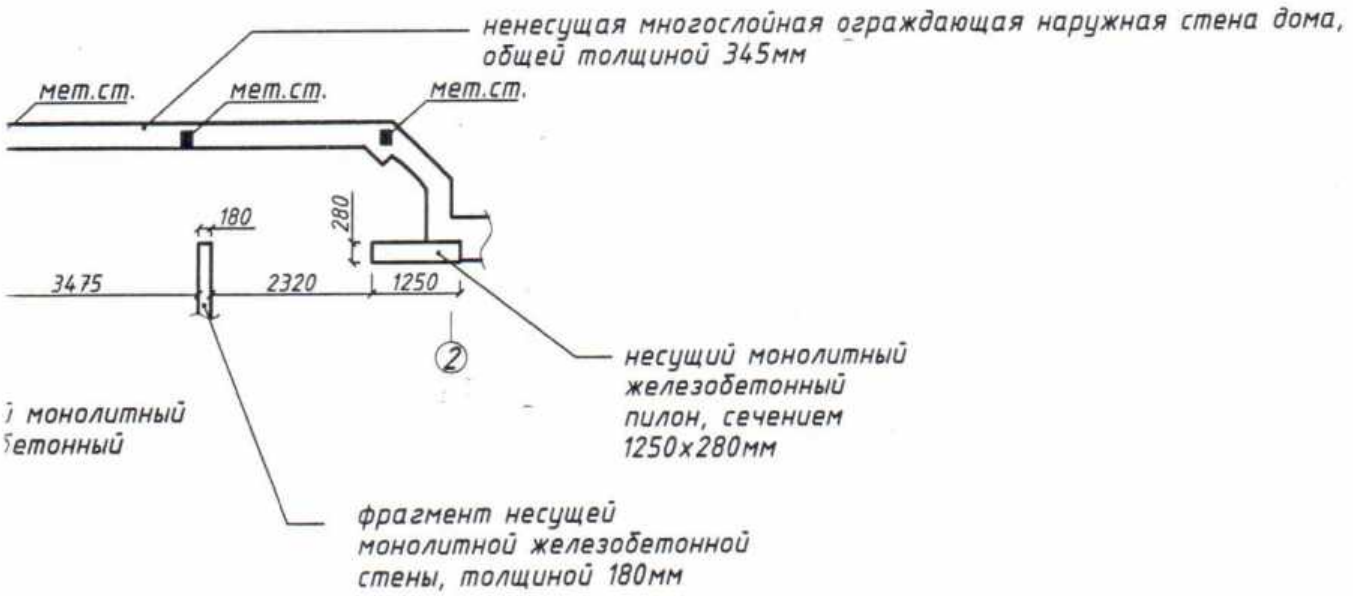 ненесущая многослойная ограждающая наружная стена дома,
общей толщиной 345мм
мет.ст.
мет.ст.
мет.ст.
180
280
3475
2320
1250
2
несущий монолитный
железобетонный
пилон, сечением
1250х280мм
монолитный
бетонный
фрагмент несущей
монолитной железобетонной
стены, толщиной 180мм